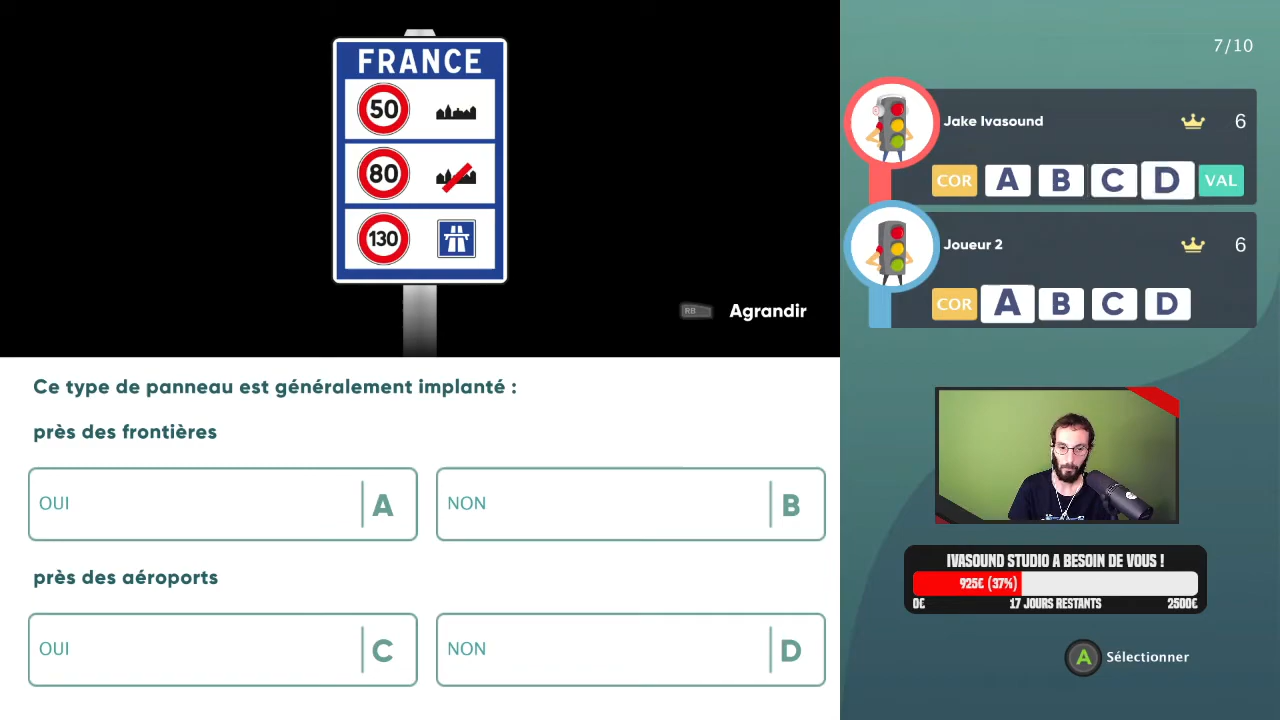 FRANCE
50
80
130
RB Agrandir
Ce type de panneau est généralement implanté :
près des frontières
OUI A
NON B
près des aéroports
OUI C
NON D
7/10
Jake Ivasound 6
COR A B C D VAL
Joueur 2 6
COR A B C D
IVASOUND STUDIO A BESOIN DE VOUS !
925€ (37%)
0€ 17 JOURS RESTANTS 2500€
A Sélectionner